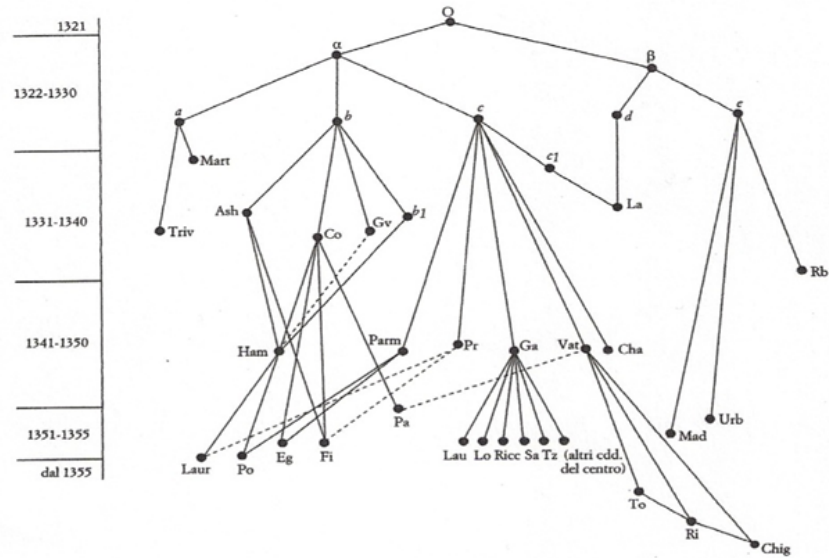 O
1321
α
β
1322-1330
a
b
c
d
e
Mart
c1
Ash
La
b1
1331-1340
Triv
Co
Gv
Rb
1341-1350
Ham
Parm
Pr
Ga
Vat
Cha
Pa
Urb
1351-1355
Mad
Laur
Po
Eg
Fi
Lau
Lo
Ricc
Sa
Tz
(altri cdd.
del centro)
dal 1355
To
Ri
Chig